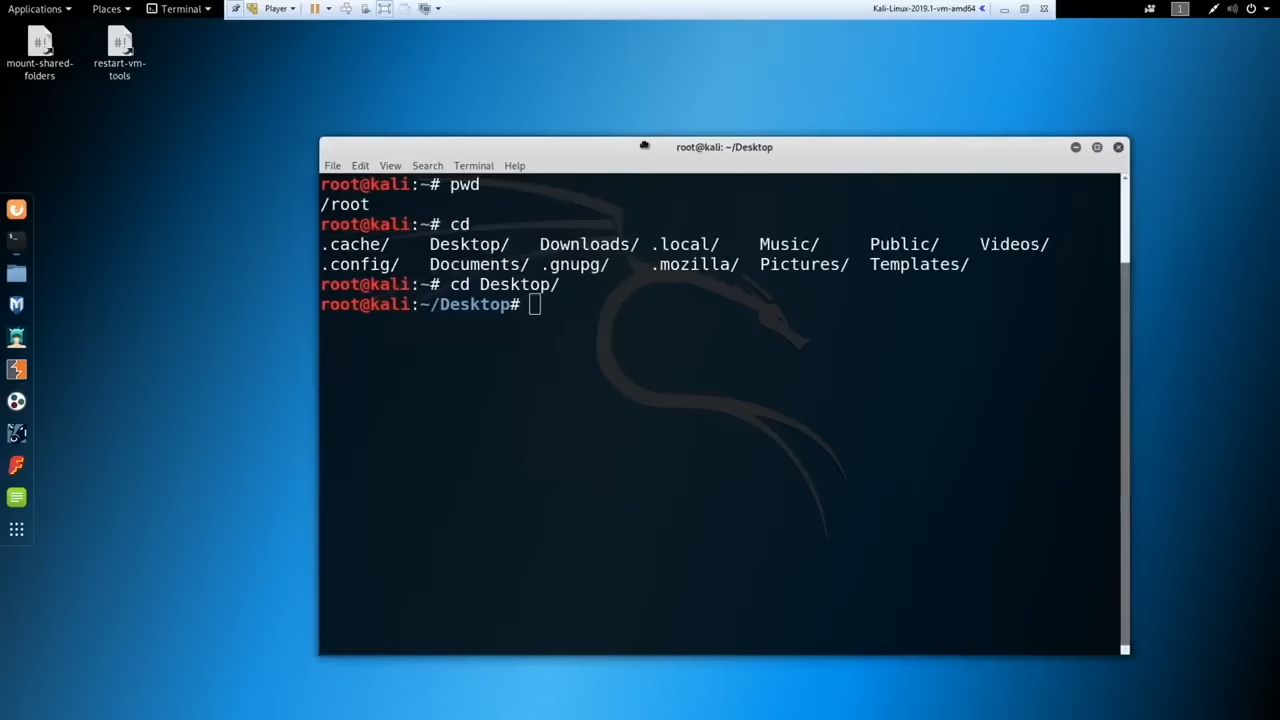 Applications Places Terminal Player Kali-Linux-2019.1-vm-amd64 1
mount-shared-
folders
restart-vm-
tools
root@kali: ~/Desktop
File Edit View Search Terminal Help
root@kali:~# pwd
/root
root@kali:~# cd
.cache/ Desktop/ Downloads/ .local/ Music/ Public/ Videos/
.config/ Documents/ .gnupg/ .mozilla/ Pictures/ Templates/
root@kali:~# cd Desktop/
root@kali:~/Desktop#